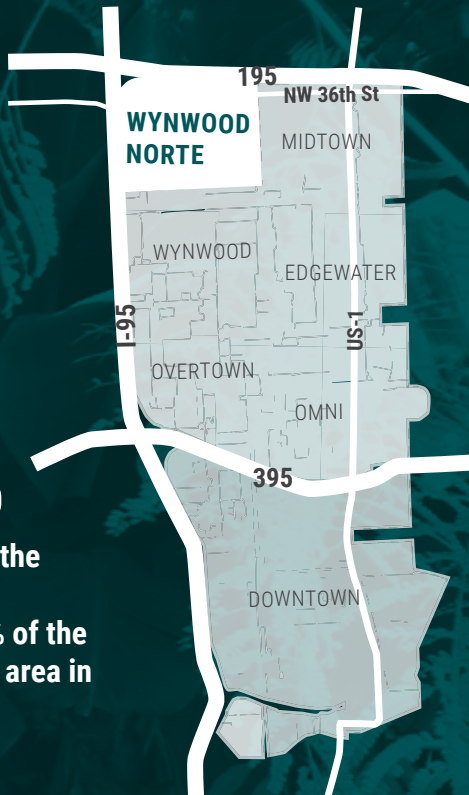 195
NW 36th St
WYNWOOD
NORTE
MIDTOWN
WYNWOOD
EDGEWATER
I-95
US-1
OVERTOWN
OMNI
395
the
DOWNTOWN
% of the
area in